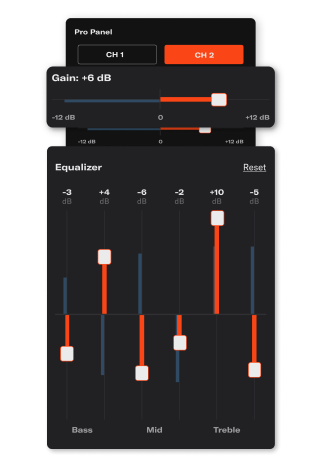 Pro Panel
CH 1 CH 2
Gain: +6 dB
-12 dB 0 +12 dB
-12 dB 0 +12 dB
Equalizer Reset
-3 +4 -6 -2 +10 -5
dB dB dB dB dB dB
Bass Mid Treble